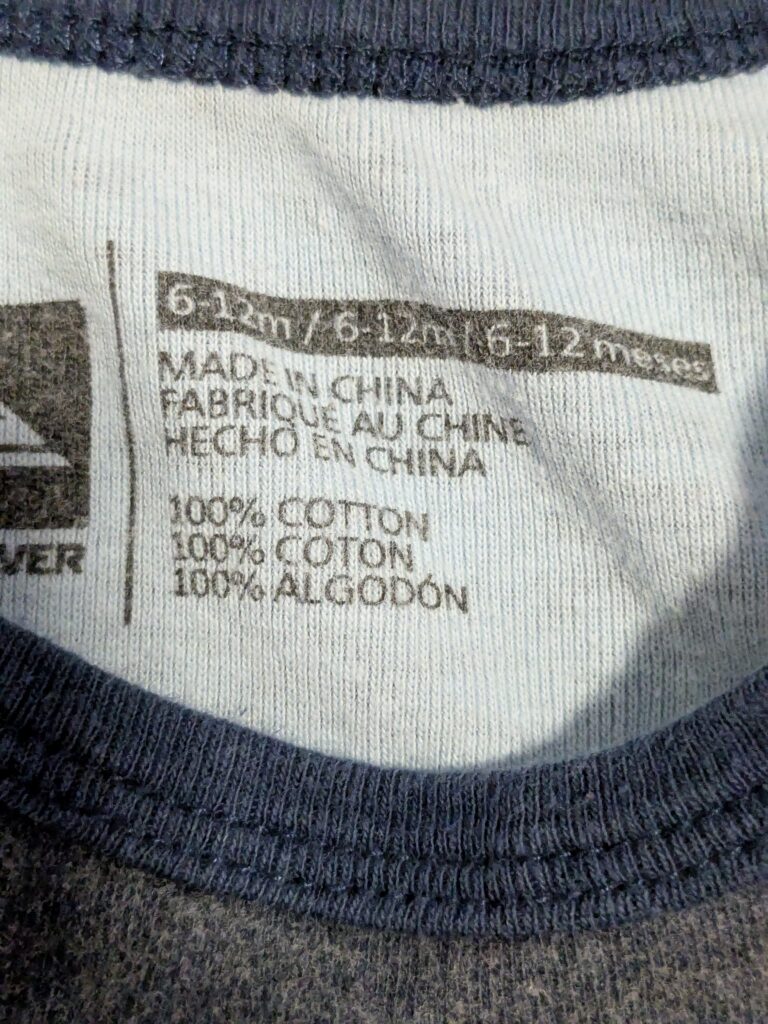 6-12m / 6-12m / 6-12 meses
MADE IN CHINA
FABRIQUÉ AU CHINE
HECHO EN CHINA
100% COTTON
100% COTON
100% ALGODÓN